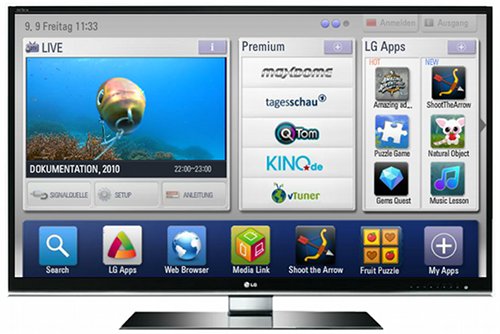 9, 9 Freitag 11:33
Anmelden
Ausgang
LIVE
DOKUMENTATION, 2010
22:00~23:00
SIGNALQUELLE
SETUP
ANLEITUNG
Premium
maxdome
tagesschau
QTom
KINO.de
vTuner
LG Apps
HOT
NEW
Amazing ad,,,
ShootTheArrow
Puzzle Game
Natural Object
Gems Quest
Music Lesson
Search
LG Apps
Web Browser
Media Link
Shoot the Arrow
Fruit Puzzle
My Apps
LG